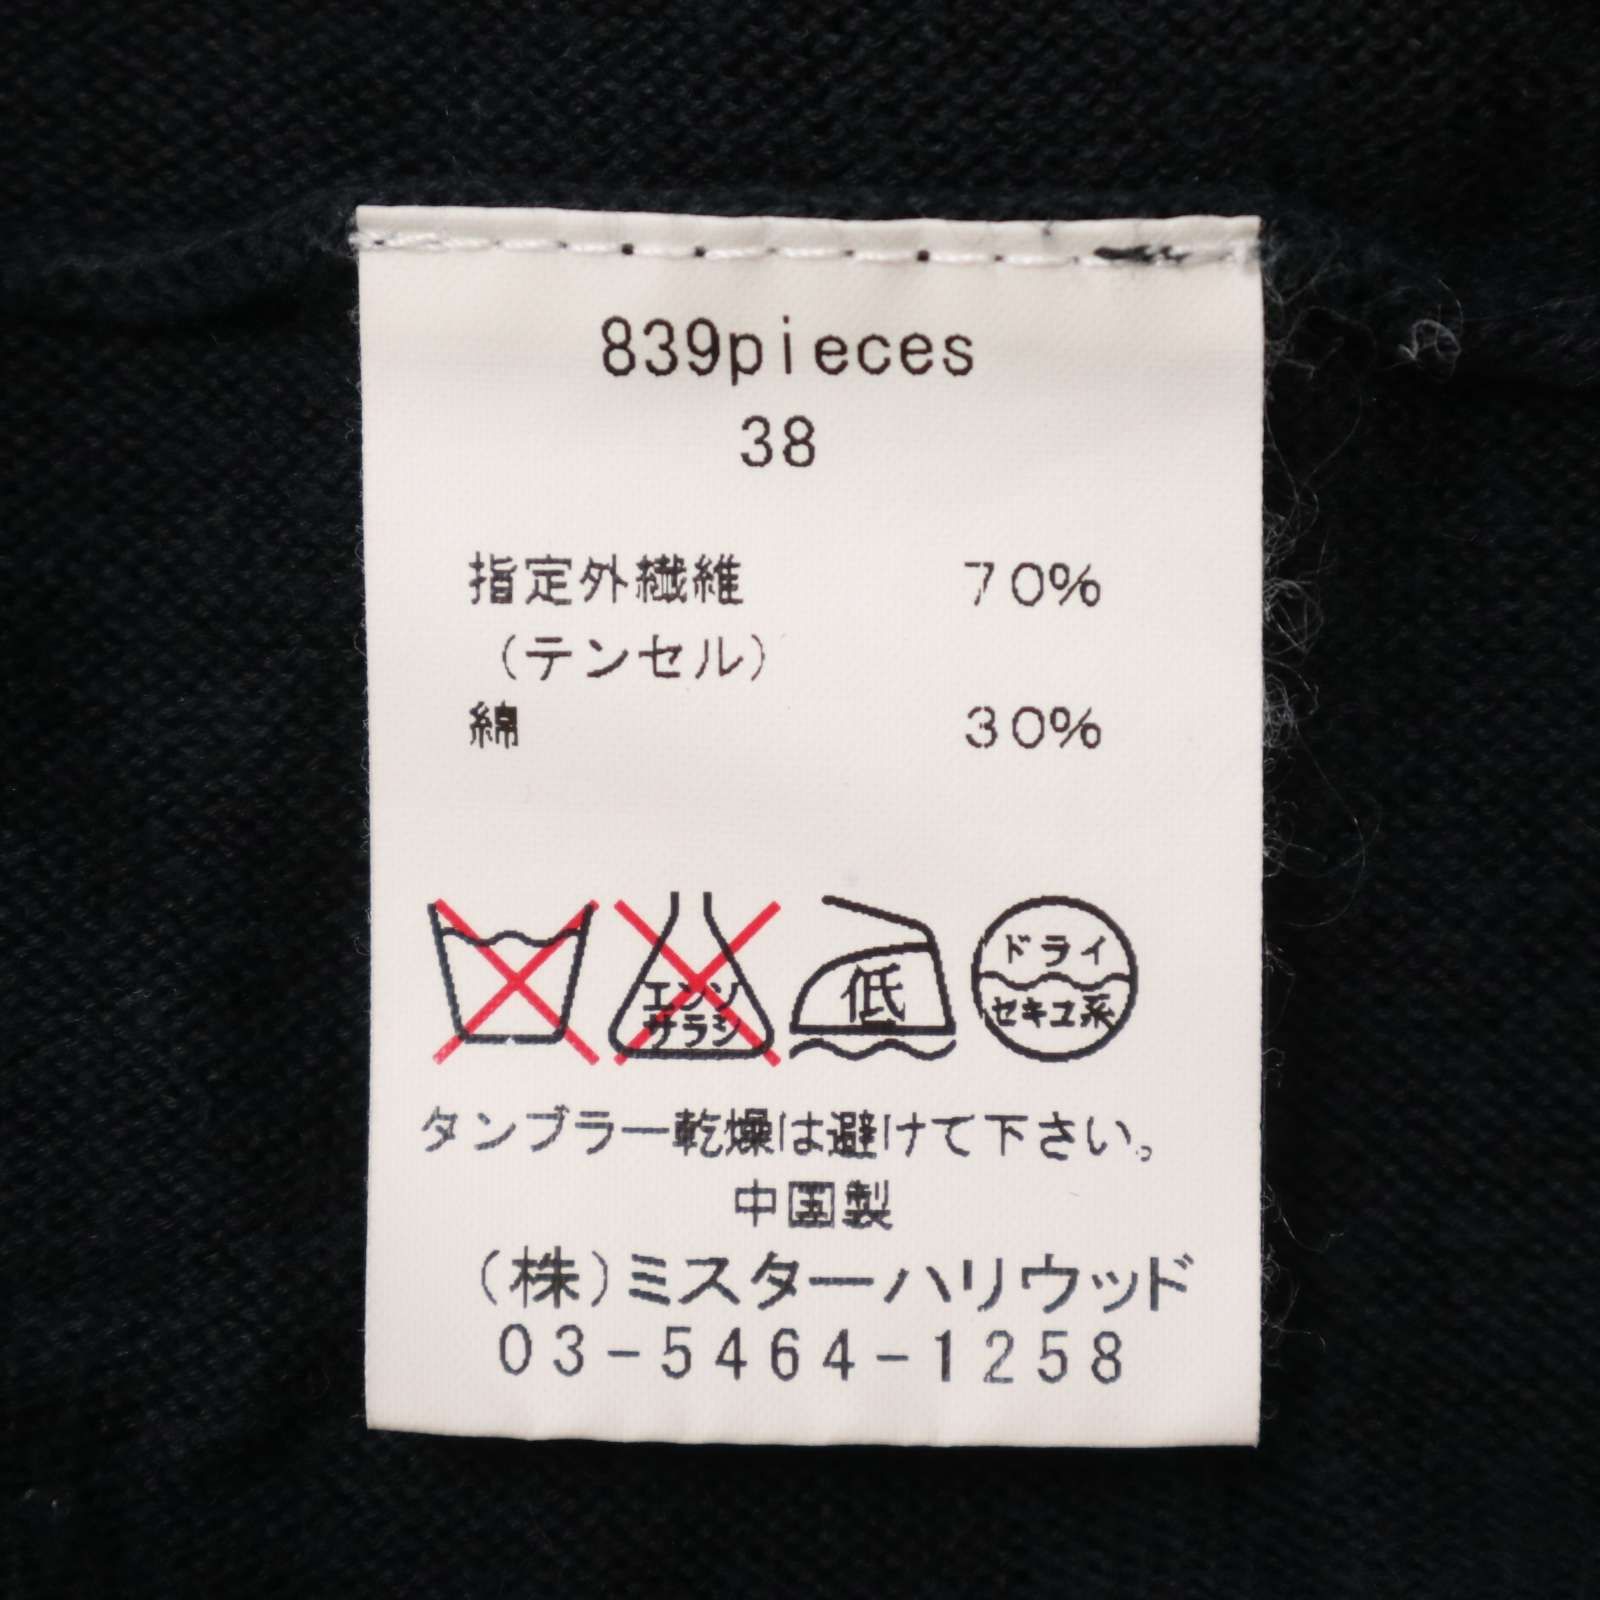 839pieces
38
指定外繊維 70%
（テンセル）
綿 30%
エンソ
サラシ
低
ドライ
セキユ系
タンブラー乾燥は避けて下さい。
中国製
（株）ミスターハリウッド
03-5464-1258